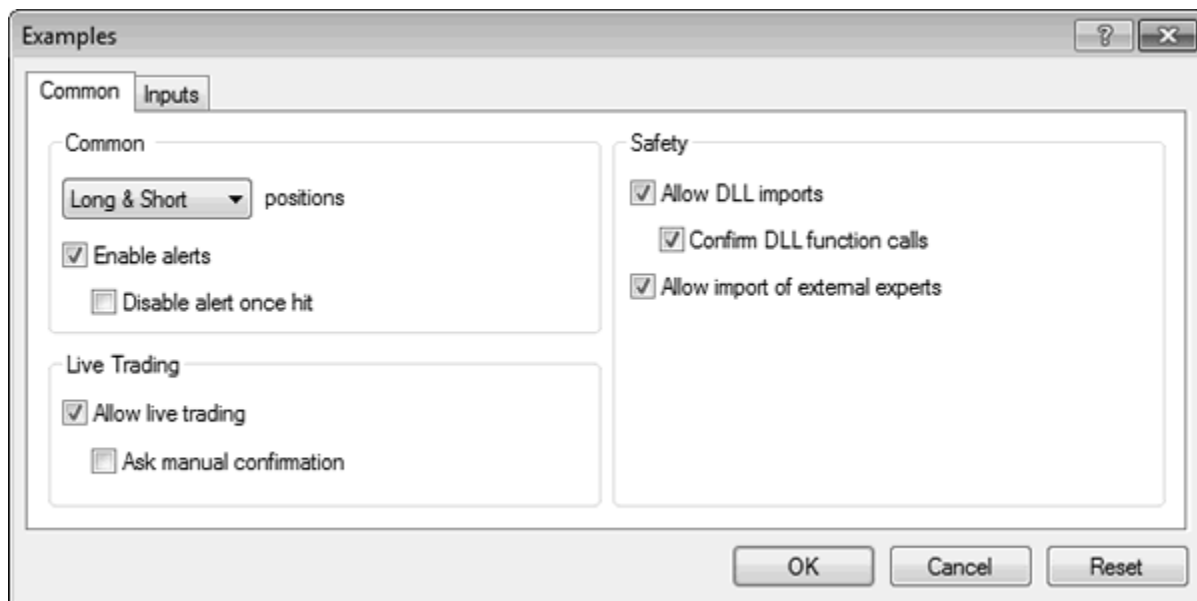 Examples
Common
Inputs
Common
Long & Short positions
Enable alerts
Disable alert once hit
Live Trading
Allow live trading
Ask manual confirmation
Safety
Allow DLL imports
Confirm DLL function calls
Allow import of external experts
OK
Cancel
Reset